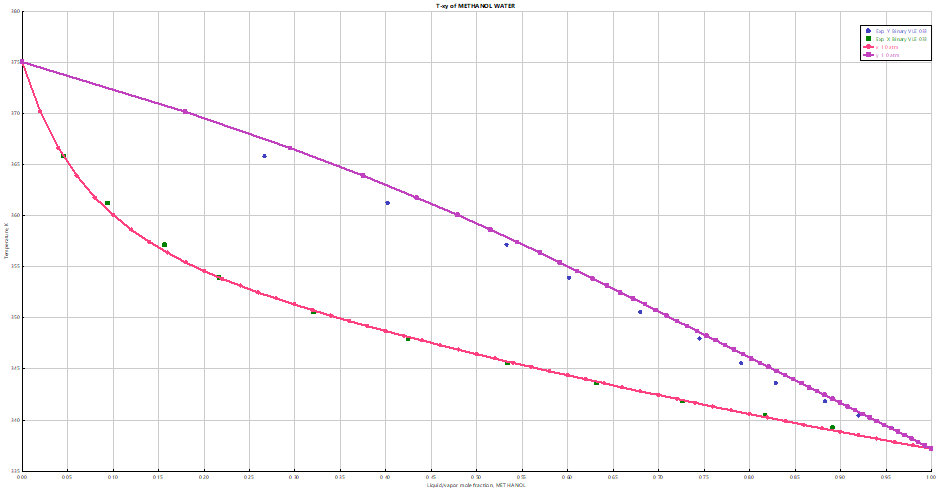 T-xy of METHANOL WATER
380
Exp. Y Binary VLE 038
Exp. X Binary VLE 038
x 1.0 atm
y 1.0 atm
375
370
365
360
Temperature, K
355
350
345
340
335
0.00 0.05 0.10 0.15 0.20 0.25 0.30 0.35 0.40 0.45 0.50 0.55 0.60 0.65 0.70 0.75 0.80 0.85 0.90 0.95 1.00
Liquid/vapor mole fraction, METHANOL